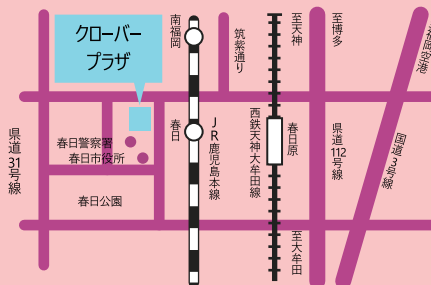 クローバー
プラザ
南福岡
筑紫通り
至天神
至博多
福岡空港
県道31号線
春日警察署
春日市役所
春日公園
春日
JR鹿児島本線
西鉄天神大牟田線
春日原
県道112号線
国道3号線
至大牟田